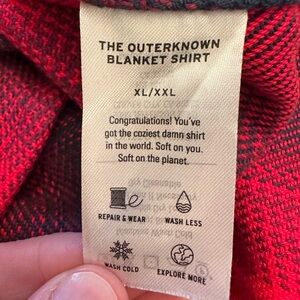 THE OUTERKNOWN
BLANKET SHIRT
XL/XXL
Congratulations! You've
got the coziest damn shirt
in the world. Soft on you.
Soft on the planet.
REPAIR & WEAR WASH LESS
WASH COLD EXPLORE MORE